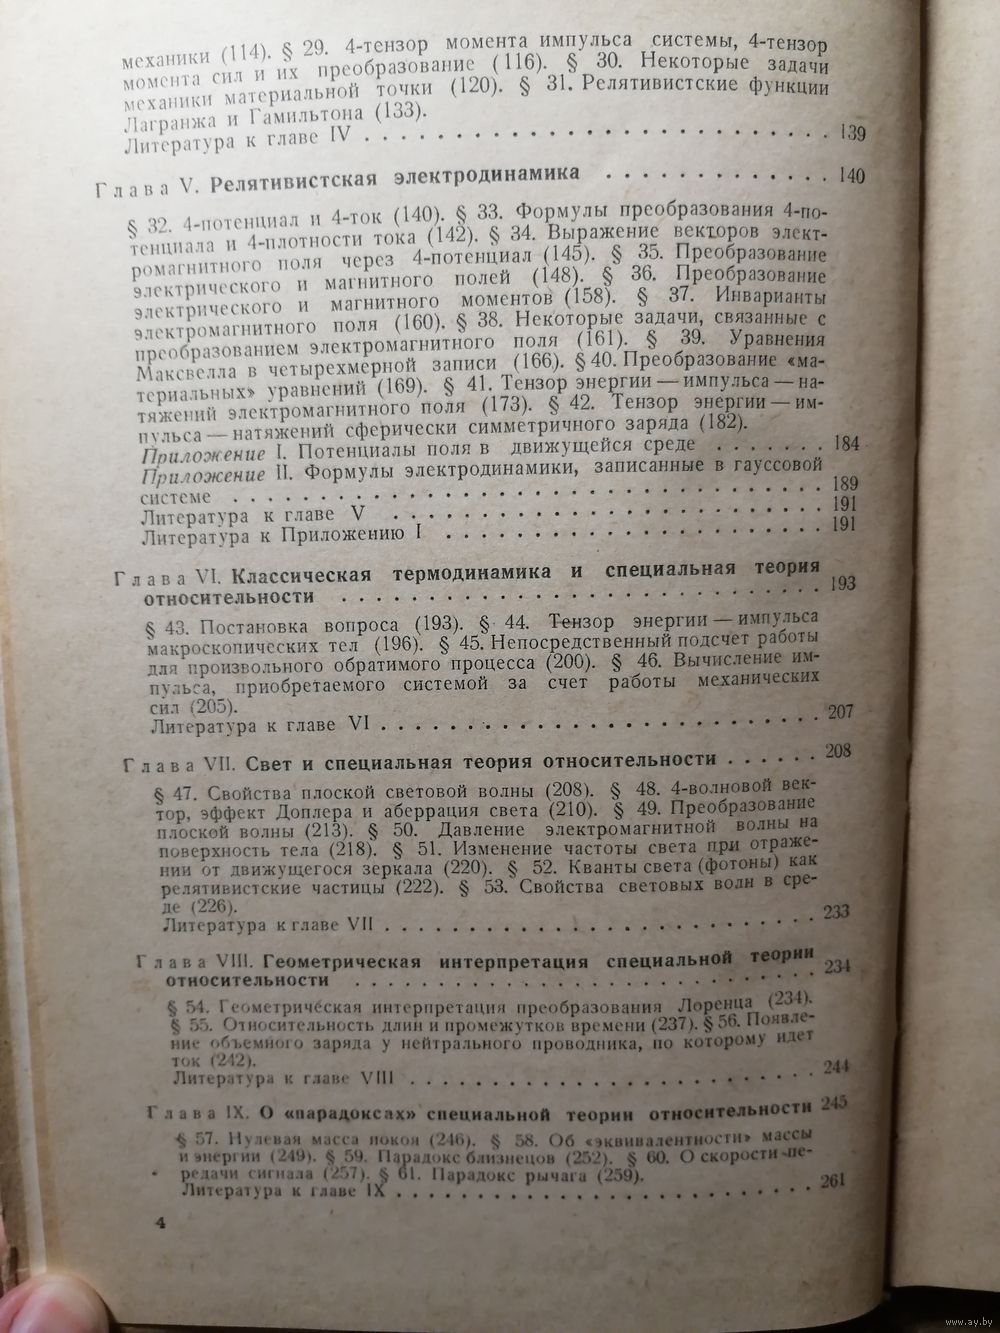 механики (114). § 29. 4-тензор момента импульса системы, 4-тензор
момента сил и их преобразование (116). § 30. Некоторые задачи
механики материальной точки (120). § 31. Релятивистские функции
Лагранжа и Гамильтона (133).
Литература к главе IV . . . . . . . . . . . . . . . . . . . . . . . . 139
Глава V. Релятивистская электродинамика . . . . . . . . . . . . . 140
§ 32. 4-потенциал и 4-ток (140). § 33. Формулы преобразования 4-по-
тенциала и 4-плотности тока (142). § 34. Выражение векторов элект-
ромагнитного поля через 4-потенциал (145). § 35. Преобразование
электрического и магнитного полей (148). § 36. Преобразование
электрического и магнитного моментов (158). § 37. Инварианты
электромагнитного поля (160). § 38. Некоторые задачи, связанные с
преобразованием электромагнитного поля (161). § 39. Уравнения
Максвелла в четырехмерной записи (166). § 40. Преобразование «ма-
териальных» уравнений (169). § 41. Тензор энергии — импульса — на-
тяжений электромагнитного поля (173). § 42. Тензор энергии — им-
пульса — натяжений сферически симметричного заряда (182).
Приложение I. Потенциалы поля в движущейся среде . . . . . . . 184
Приложение II. Формулы электродинамики, записанные в гауссовой
системе . . . . . . . . . . . . . . . . . . . . . . . . . . . . . . . 189
Литература к главе V . . . . . . . . . . . . . . . . . . . . . . . 191
Литература к Приложению I . . . . . . . . . . . . . . . . . . . . 191
Глава VI. Классическая термодинамика и специальная теория
относительности . . . . . . . . . . . . . . . . . . . . . . . . . 193
§ 43. Постановка вопроса (193). § 44. Тензор энергии — импульса
макроскопических тел (196). § 45. Непосредственный подсчет работы
для произвольного обратимого процесса (200). § 46. Вычисление им-
пульса, приобретаемого системой за счет работы механических
сил (205).
Литература к главе VI . . . . . . . . . . . . . . . . . . . . . . . 207
Глава VII. Свет и специальная теория относительности . . . . . . 208
§ 47. Свойства плоской световой волны (208). § 48. 4-волновой век-
тор, эффект Доплера и аберрация света (210). § 49. Преобразование
плоской волны (213). § 50. Давление электромагнитной волны на
поверхность тела (218). § 51. Изменение частоты света при отраже-
нии от движущегося зеркала (220). § 52. Кванты света (фотоны) как
релятивистские частицы (222). § 53. Свойства световых волн в сре-
де (226).
Литература к главе VII . . . . . . . . . . . . . . . . . . . . . . 233
Глава VIII. Геометрическая интерпретация специальной теории
относительности . . . . . . . . . . . . . . . . . . . . . . . . 234
§ 54. Геометрическая интерпретация преобразования Лоренца (234).
§ 55. Относительность длин и промежутков времени (237). § 56. Появле-
ние объемного заряда у нейтрального проводника, по которому идет
ток (242).
Литература к главе VIII . . . . . . . . . . . . . . . . . . . . . 244
Глава IX. О «парадоксах» специальной теории относительности 245
§ 57. Нулевая масса покоя (246). § 58. Об «эквивалентности» массы
и энергии (249). § 59. Парадокс близнецов (252). § 60. О скорости пе-
редачи сигнала (257). § 61. Парадокс рычага (259).
Литература к главе IX . . . . . . . . . . . . . . . . . . . . . . 261
4
www.ay.by